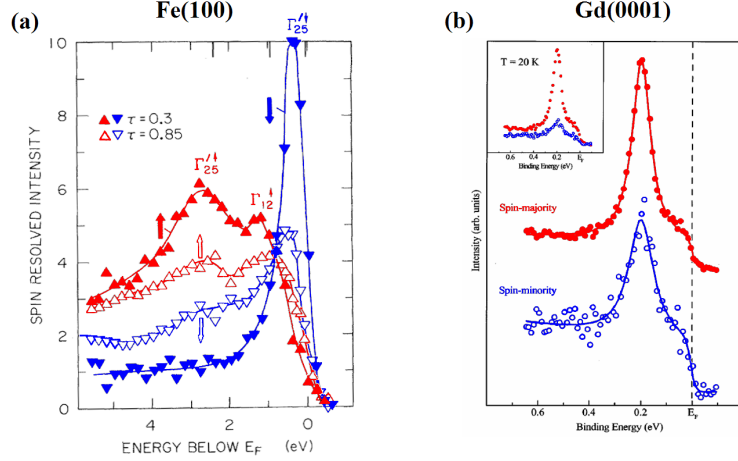 Fe(100)
Gd(0001)
(a)
(b)
SPIN RESOLVED INTENSITY
10
8
6
4
2
0
τ=0.3
τ=0.85
Γ25'↓
Γ25'↑
Γ12↑
4
2
0
ENERGY BELOW EF (eV)
Intensity (arb. units)
T = 20 K
0.6
0.4
0.2
EF
Binding Energy (eV)
Spin-majority
Spin-minority
0.6
0.4
0.2
EF
Binding Energy (eV)